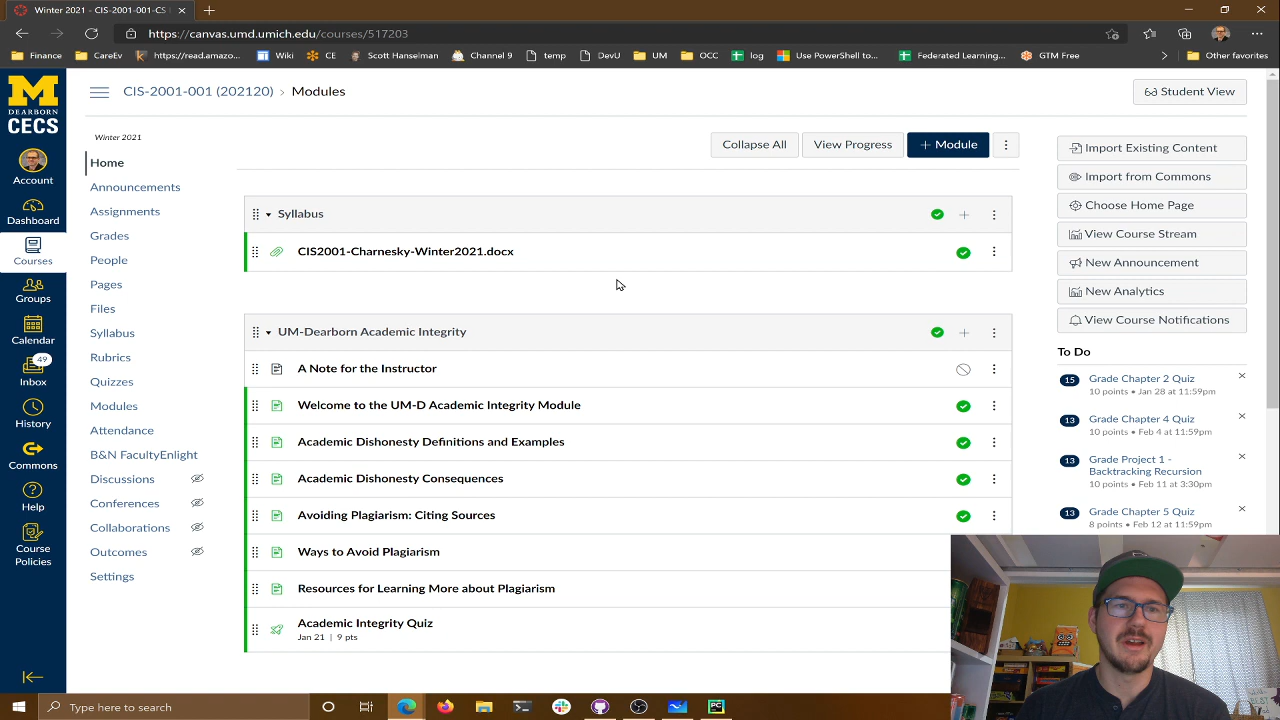 Winter 2021 - CIS-2001-001-CS
https://canvas.umd.umich.edu/courses/517203
Finance
CareEv
https://read.amazo...
Wiki
CE
Scott Hanselman
Channel 9
temp
DevU
UM
OCC
log
Use PowerShell to...
Federated Learning...
GTM Free
Other favorites
M
DEARBORN
CECS
Account
Dashboard
Courses
Groups
Calendar
49
Inbox
History
Commons
Help
Course
Policies
CIS-2001-001 (202120) › Modules
Student View
Winter 2021
Home
Announcements
Assignments
Grades
People
Pages
Files
Syllabus
Rubrics
Quizzes
Modules
Attendance
B&N FacultyEnlight
Discussions
Conferences
Collaborations
Outcomes
Settings
Collapse All
View Progress
+ Module
Syllabus
CIS2001-Charnesky-Winter2021.docx
UM-Dearborn Academic Integrity
A Note for the Instructor
Welcome to the UM-D Academic Integrity Module
Academic Dishonesty Definitions and Examples
Academic Dishonesty Consequences
Avoiding Plagiarism: Citing Sources
Ways to Avoid Plagiarism
Resources for Learning More about Plagiarism
Academic Integrity Quiz
Jan 21 | 9 pts
Import Existing Content
Import from Commons
Choose Home Page
View Course Stream
New Announcement
New Analytics
View Course Notifications
To Do
15
Grade Chapter 2 Quiz
10 points • Jan 28 at 11:59pm
13
Grade Chapter 4 Quiz
10 points • Feb 4 at 11:59pm
13
Grade Project 1 -
Backtracking Recursion
10 points • Feb 11 at 3:30pm
13
Grade Chapter 5 Quiz
8 points • Feb 12 at 11:59pm
Type here to search